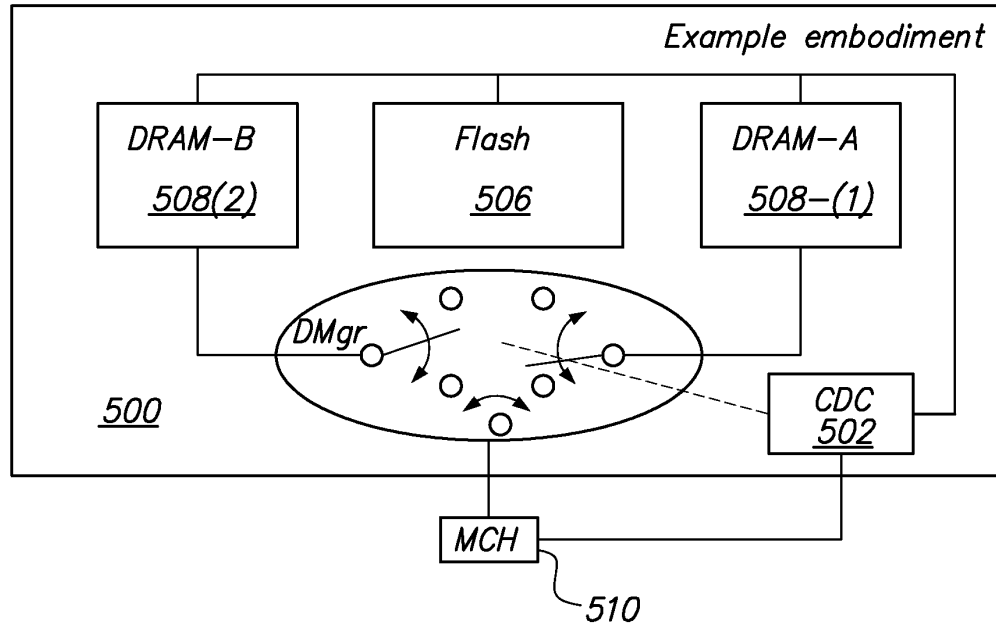 Example embodiment
DRAM-B
508(2)
Flash
506
DRAM-A
508-(1)
DMgr
500
CDC
502
MCH
510